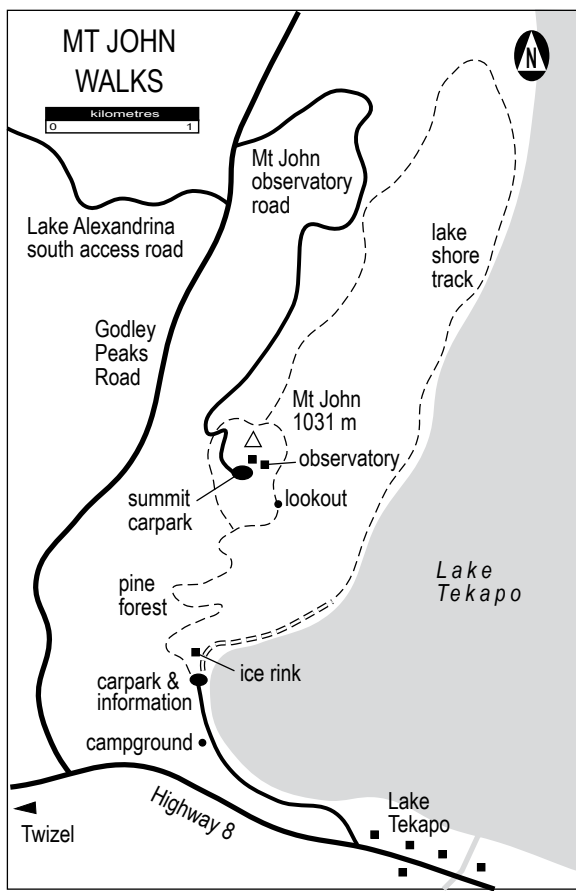 MT JOHN
WALKS
kilometres
0 1
N
Mt John
observatory
road
Lake Alexandrina
south access road
lake
shore
track
Godley
Peaks
Road
Mt John
1031 m
observatory
summit
carpark
lookout
pine
forest
Lake
Tekapo
ice rink
carpark &
information
campground
Highway 8
Lake
Tekapo
Twizel